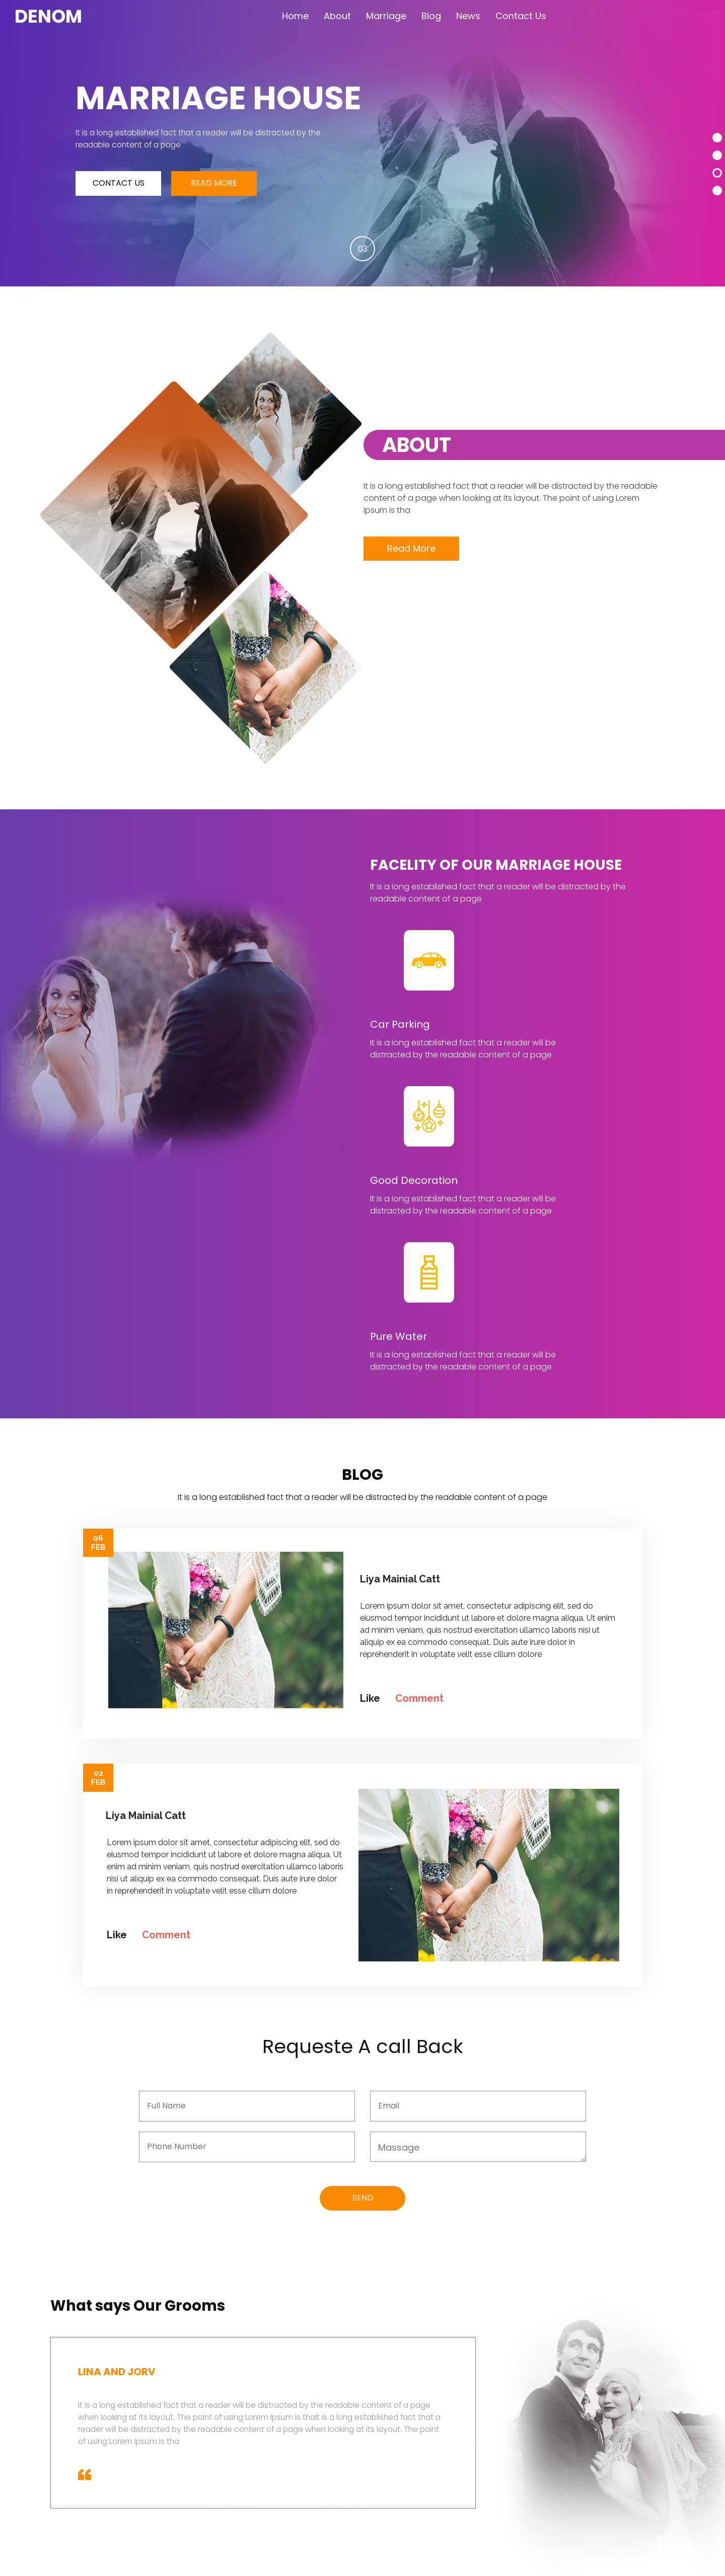 DENOM
Home About Marriage Blog News Contact Us
MARRIAGE HOUSE
It is a long established fact that a reader will be distracted by the
readable content of a page
CONTACT US
READ MORE
03
ABOUT
It is a long established fact that a reader will be distracted by the readable
content of a page when looking at its layout. The point of using Lorem
Ipsum is tha
Read More
FACELITY OF OUR MARRIAGE HOUSE
It is a long established fact that a reader will be distracted by the
readable content of a page
Car Parking
It is a long established fact that a reader will be
distracted by the readable content of a page
Good Decoration
It is a long established fact that a reader will be
distracted by the readable content of a page
Pure Water
It is a long established fact that a reader will be
distracted by the readable content of a page
BLOG
It is a long established fact that a reader will be distracted by the readable content of a page
06
FEB
Liya Mainial Catt
Lorem ipsum dolor sit amet, consectetur adipiscing elit, sed do
eiusmod tempor incididunt ut labore et dolore magna aliqua. Ut enim
ad minim veniam, quis nostrud exercitation ullamco laboris nisi ut
aliquip ex ea commodo consequat. Duis aute irure dolor in
reprehenderit in voluptate velit esse cillum dolore
Like Comment
02
FEB
Liya Mainial Catt
Lorem ipsum dolor sit amet, consectetur adipiscing elit, sed do
eiusmod tempor incididunt ut labore et dolore magna aliqua. Ut
enim ad minim veniam, quis nostrud exercitation ullamco laboris
nisi ut aliquip ex ea commodo consequat. Duis aute irure dolor
in reprehenderit in voluptate velit esse cillum dolore
Like Comment
Requeste A call Back
Full Name
Email
Phone Number
Massage
SEND
What says Our Grooms
LINA AND JORV
it is a long established fact that a reader will be distracted by the readable content of a page
when looking at its layout. The point of using Lorem Ipsum is thait is a long established fact that a
reader will be distracted by the readable content of a page when looking at its layout. The point
of using Lorem Ipsum is tha